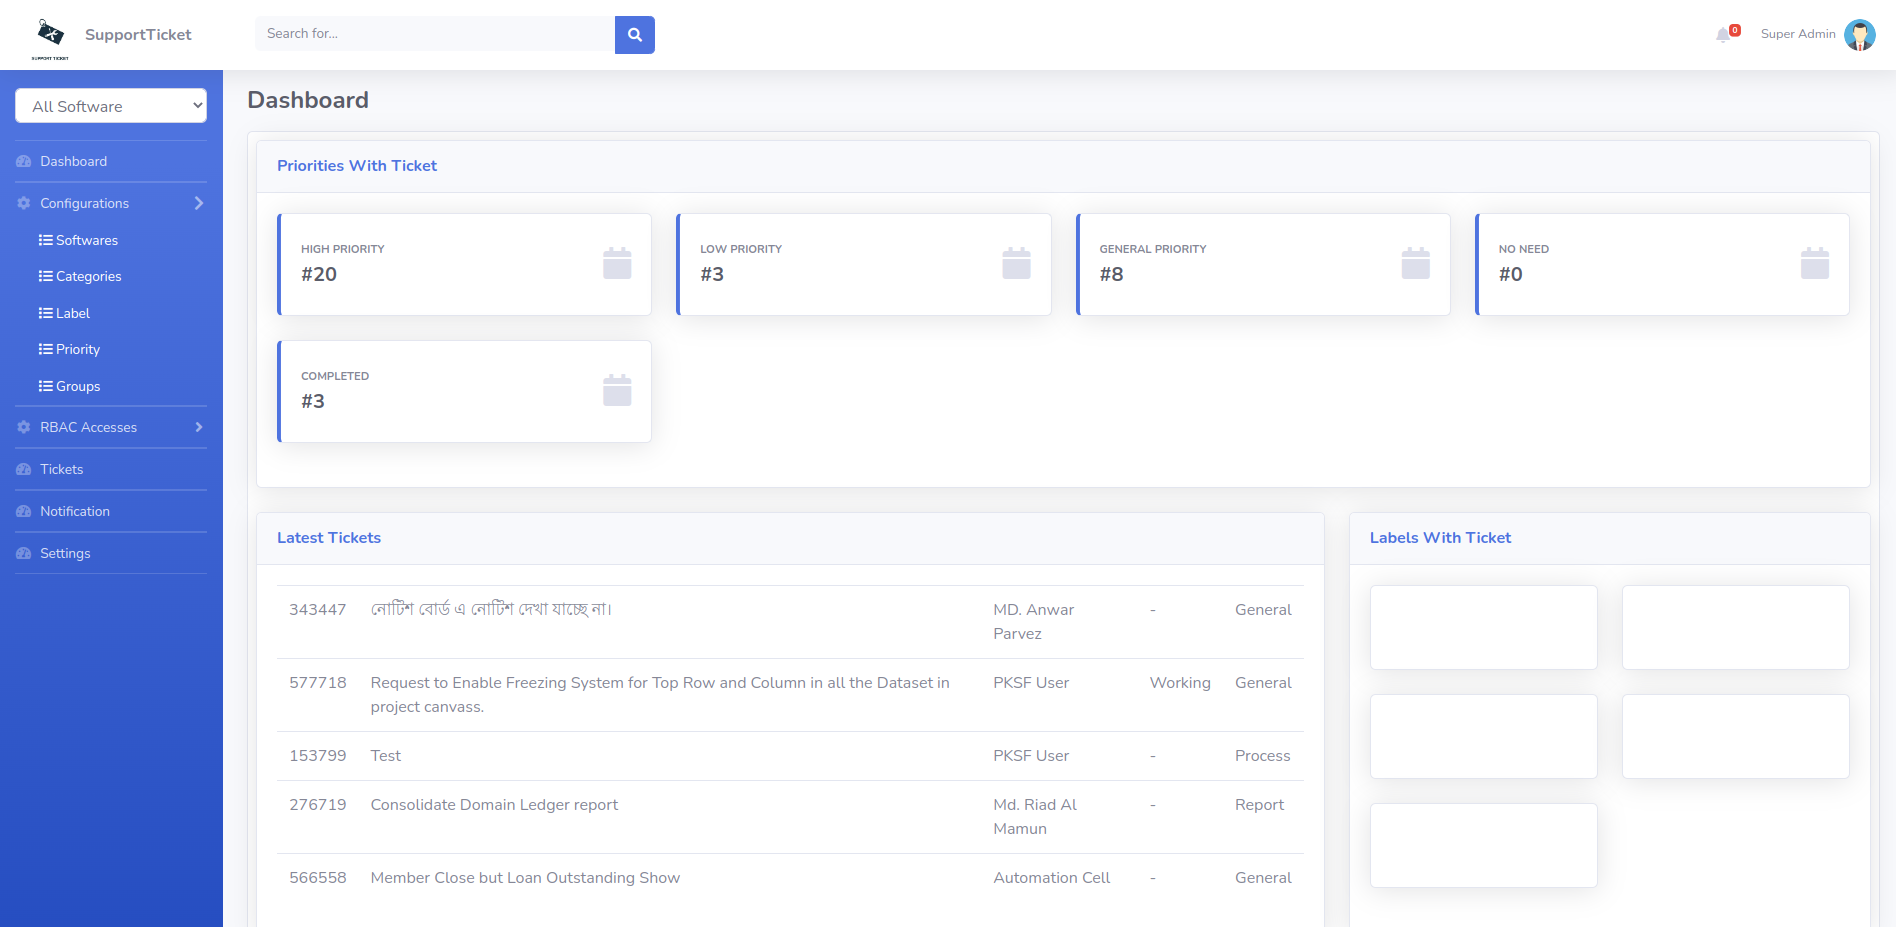 SUPPORT TICKET
SupportTicket
Search for...
0
Super Admin
All Software
Dashboard
Configurations
Softwares
Categories
Label
Priority
Groups
RBAC Accesses
Tickets
Notification
Settings
Dashboard
Priorities With Ticket
HIGH PRIORITY
#20
LOW PRIORITY
#3
GENERAL PRIORITY
#8
NO NEED
#0
COMPLETED
#3
Latest Tickets
343447 নোটিশ বোর্ড এ নোটিশ দেখা যাচ্ছে না। MD. Anwar - General
Parvez
577718 Request to Enable Freezing System for Top Row and Column in all the Dataset in PKSF User Working General
project canvass.
153799 Test PKSF User - Process
276719 Consolidate Domain Ledger report Md. Riad Al - Report
Mamun
566558 Member Close but Loan Outstanding Show Automation Cell - General
Labels With Ticket